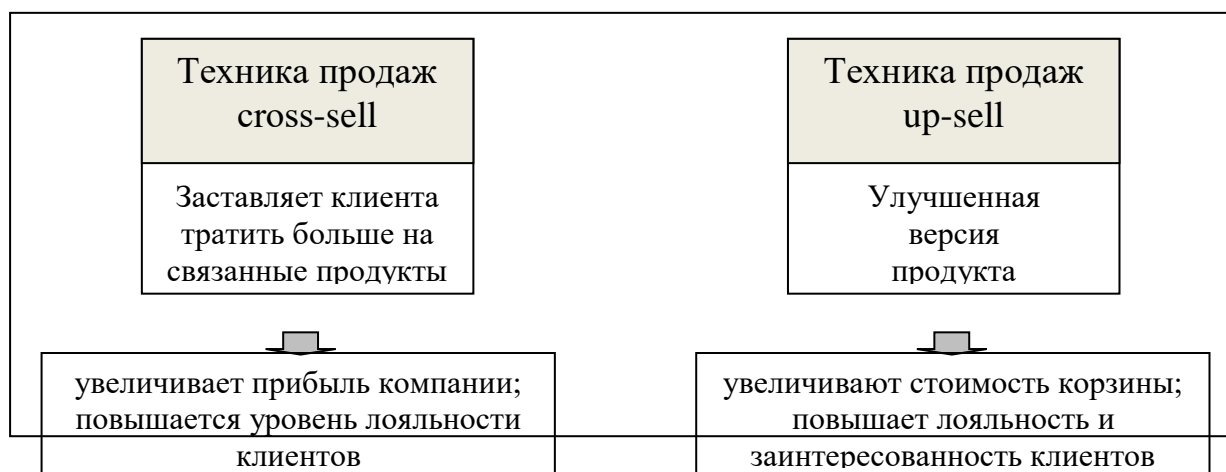 Техника продаж
cross-sell
Заставляет клиента
тратить больше на
связанные продукты
увеличивает прибыль компании;
повышается уровень лояльности
клиентов
Техника продаж
up-sell
Улучшенная
версия
продукта
увеличивают стоимость корзины;
повышает лояльность и
заинтересованность клиентов